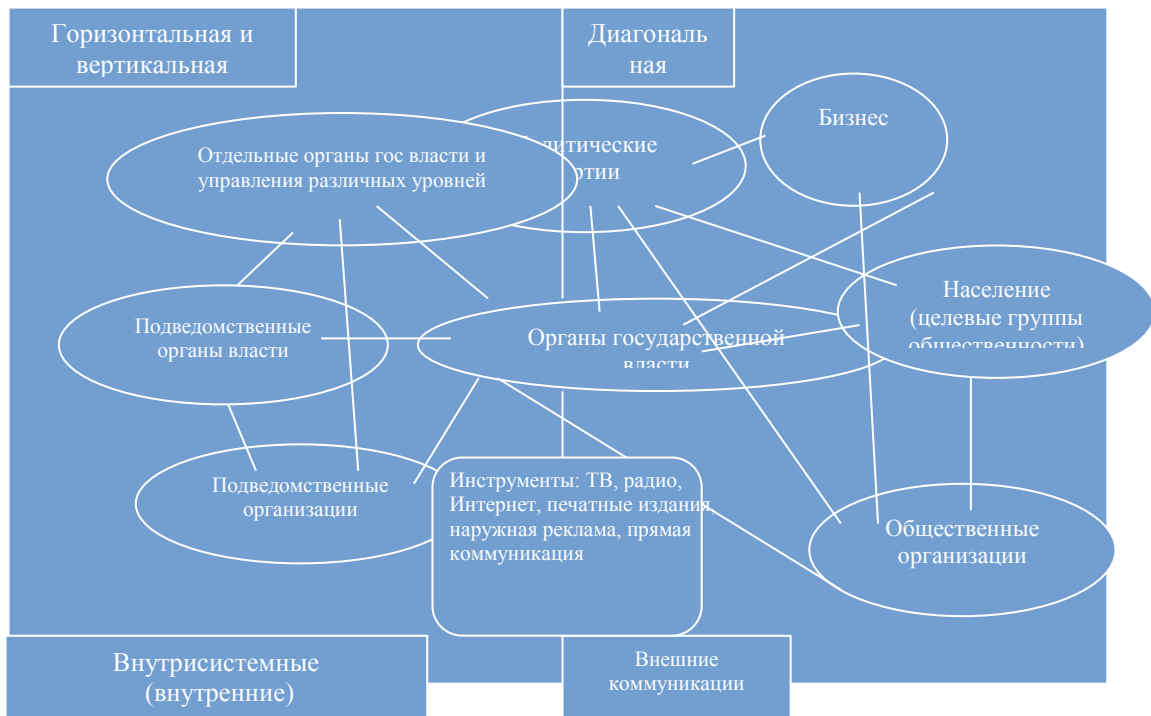 Горизонтальная и
вертикальная
Диагональ
ная
Бизнес
Отдельные органы гос власти и
управления различных уровней
Население
(целевые группы
общественности)
Подведомственные
органы власти
Органы государственной
власти
Подведомственные
организации
Инструменты: ТВ, радио,
Интернет, печатные издания,
наружная реклама, прямая
коммуникация
Общественные
организации
Внутрисистемные
(внутренние)
Внешние
коммуникации